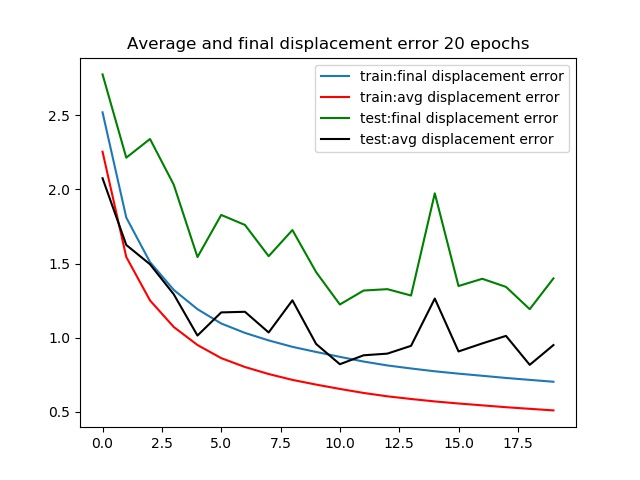 Average and final displacement error 20 epochs
train:final displacement error
train:avg displacement error
test:final displacement error
test:avg displacement error
2.5
2.0
1.5
1.0
0.5
0.0 2.5 5.0 7.5 10.0 12.5 15.0 17.5